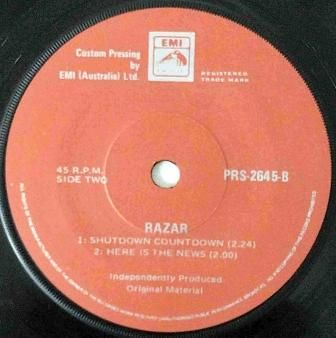 EMI
Custom Pressing
by
EMI (Australia) Ltd.
REGISTERED
TRADE MARK
45 R.P.M.
SIDE TWO
PRS-2645-B
RAZAR
1: SHUTDOWN COUNTDOWN (2.24)
2: HERE IS THE NEWS (2.00)
Independently Produced
Original Material